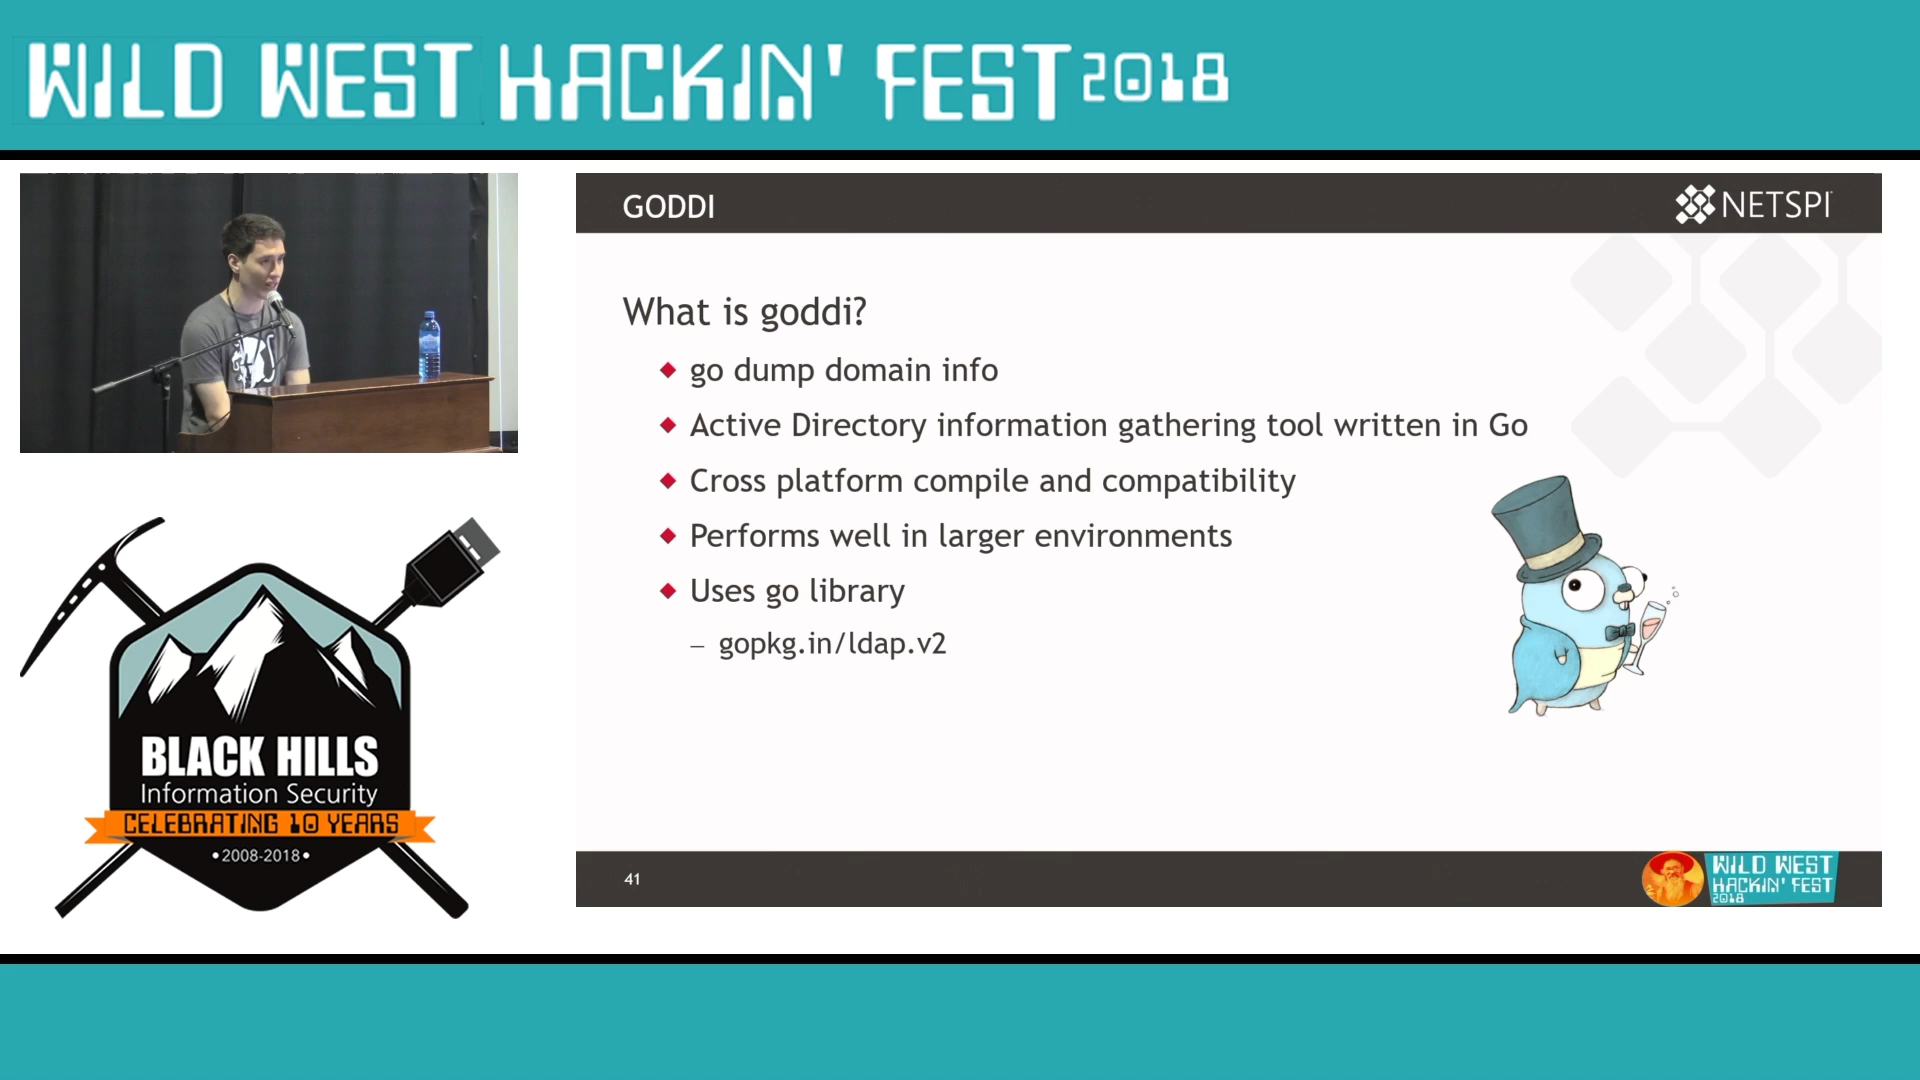 WILD WEST HACKIN' FEST 2018
GODDI
NETSPI
What is goddi?
go dump domain info
Active Directory information gathering tool written in Go
Cross platform compile and compatibility
Performs well in larger environments
Uses go library
– gopkg.in/ldap.v2
41
WILD WEST
HACKIN' FEST
2018
BLACK HILLS
Information Security
CELEBRATING 10 YEARS
•2008-2018•